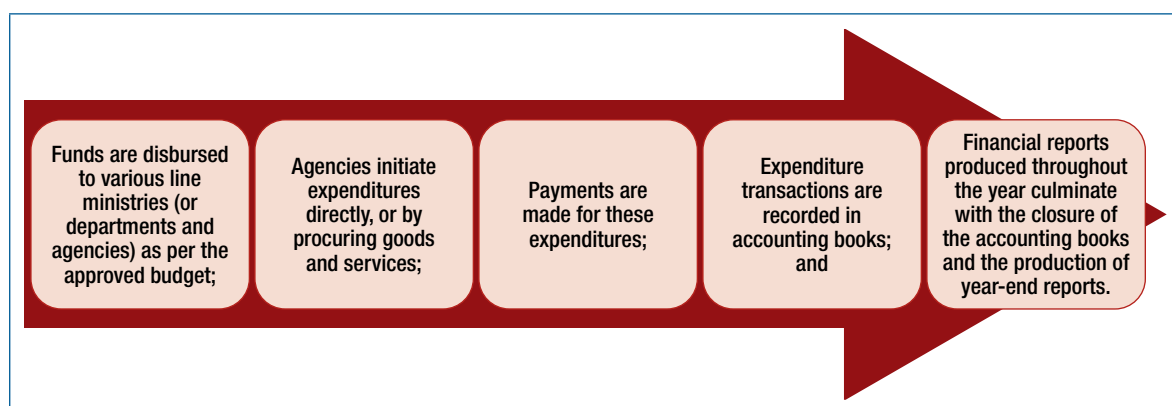 Funds are disbursed
to various line
ministries (or
departments and
agencies) as per the
approved budget;
Agencies initiate
expenditures
directly, or by
procuring goods
and services;
Payments are
made for these
expenditures;
Expenditure
transactions are
recorded in
accounting books;
and
Financial reports
produced throughout
the year culminate
with the closure of
the accounting books
and the production of
year-end reports.